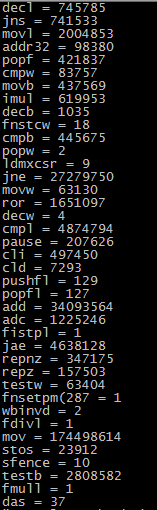 decl = 745785
jns = 741533
movl = 2004853
addr32 = 98380
popf = 421837
cmpw = 83757
movb = 437569
imul = 619953
decb = 1035
fnstcw = 18
cmpb = 445675
popw = 2
ldmxcsr = 9
jne = 27279750
movw = 63130
ror = 1651097
decw = 4
cmpl = 4874794
pause = 207626
cli = 497450
cld = 7293
pushfl = 129
popfl = 127
add = 34093564
adc = 1225246
fistpl = 1
jae = 4638128
repnz = 347175
repz = 157503
testw = 63404
fnsetpm(287 = 1
wbinvd = 2
fdivl = 1
mov = 174498614
stos = 23912
sfence = 10
testb = 2808582
fmull = 1
das = 37